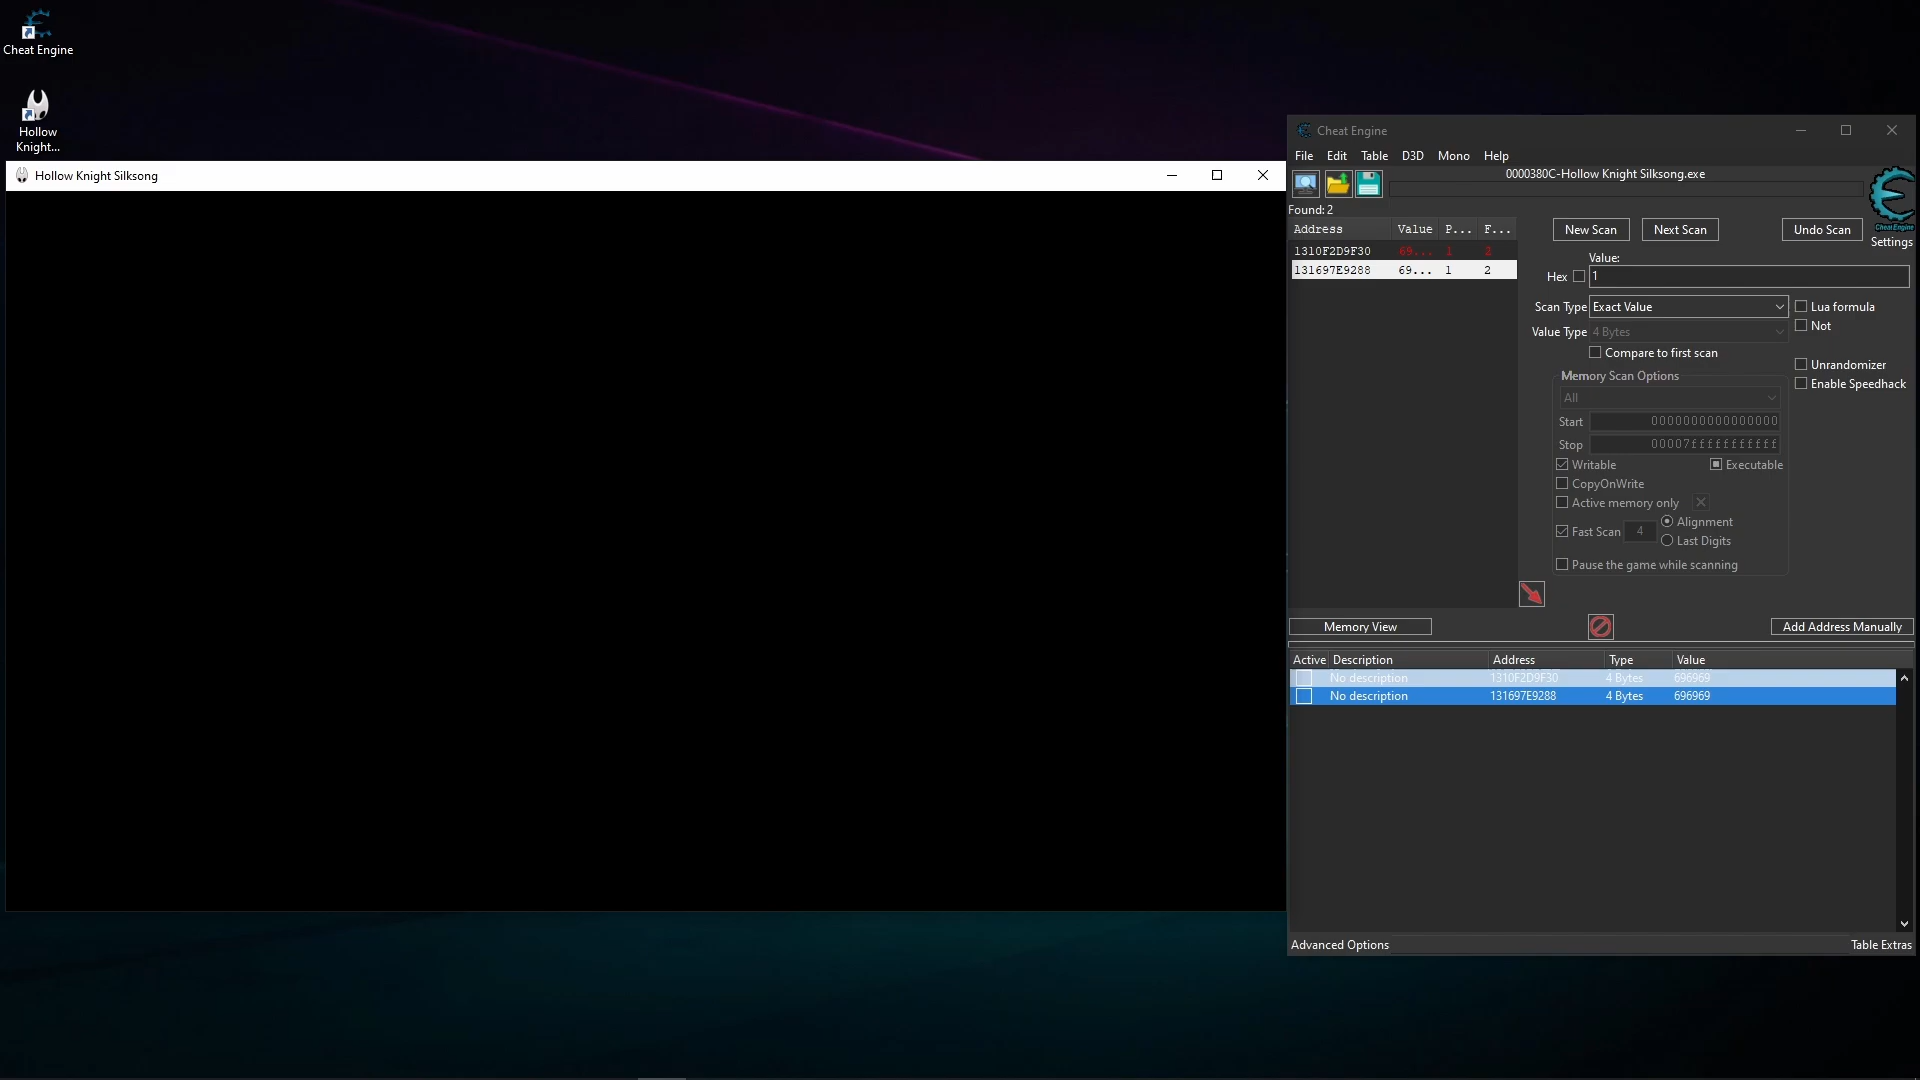 Cheat Engine
Hollow
Knight...
Hollow Knight Silksong
Cheat Engine
File Edit Table D3D Mono Help
0000380C-Hollow Knight Silksong.exe
Found: 2
Address Value P... F...
1310F2D9F30 69... 1 2
131697E9288 69... 1 2
New Scan Next Scan Undo Scan
Cheat Engine
Settings
Value:
Hex 1
Scan Type Exact Value Lua formula
Not
Value Type 4 Bytes
Compare to first scan
Unrandomizer
Enable Speedhack
Memory Scan Options
All
Start 0000000000000000
Stop 00007fffffffffff
Writable Executable
CopyOnWrite
Active memory only
Fast Scan 4 Alignment
Last Digits
Pause the game while scanning
Memory View Add Address Manually
Active Description Address Type Value
No description 1310F2D9F30 4 Bytes 696969
No description 131697E9288 4 Bytes 696969
Advanced Options Table Extras